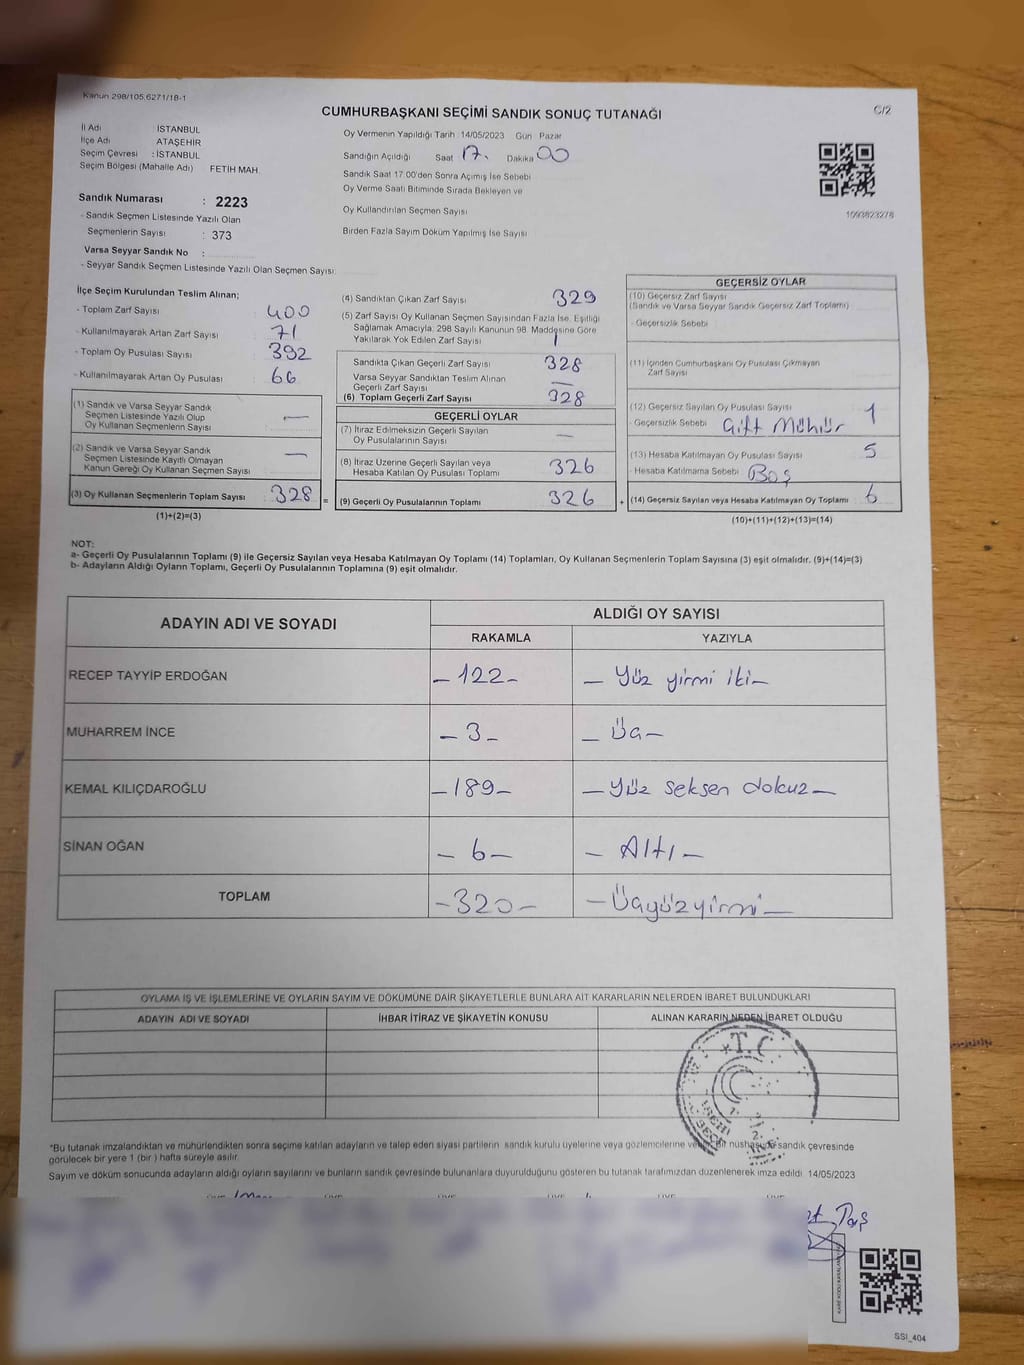 Kanun 298/105,6271/18-1
C/2
CUMHURBAŞKANI SEÇİMİ SANDIK SONUÇ TUTANAĞI
İl Adı İSTANBUL
İlçe Adı ATAŞEHİR
Seçim Çevresi : İSTANBUL
Seçim Bölgesi (Mahalle Adı) FETİH MAH.
Sandık Numarası : 2223
- Sandık Seçmen Listesinde Yazılı Olan
Seçmenlerin Sayısı : 373
Varsa Seyyar Sandık No :
- Seyyar Sandık Seçmen Listesinde Yazılı Olan Seçmen Sayısı:
Oy Vermenin Yapıldığı Tarih :14/05/2023 Gün Pazar
Sandığın Açıldığı Saat 17. Dakika 00
Sandık Saat 17:00'den Sonra Açımış İse Sebebi
Oy Verme Saati Bitiminde Sırada Bekleyen ve
Oy Kullandırılan Seçmen Sayısı
Birden Fazla Sayım Döküm Yapılmış İse Sayısı
1093823278
İlçe Seçim Kurulundan Teslim Alınan;
- Toplam Zarf Sayısı : 400
- Kullanılmayarak Artan Zarf Sayısı : 71
- Toplam Oy Pusulası Sayısı : 392
- Kullanılmayarak Artan Oy Pusulası : 66
(1) Sandık ve Varsa Seyyar Sandık
Seçmen Listesinde Yazılı Olup
Oy Kullanan Seçmenlerin Sayısı —
(2) Sandık ve Varsa Seyyar Sandık
Seçmen Listesinde Kayıtlı Olmayan
Kanun Gereği Oy Kullanan Seçmen Sayısı —
(3) Oy Kullanan Seçmenlerin Toplam Sayısı 328 =
(1)+(2)=(3)
(4) Sandıktan Çıkan Zarf Sayısı 329
(5) Zarf Sayısı Oy Kullanan Seçmen Sayısından Fazla İse, Eşitliği
Sağlamak Amacıyla, 298 Sayılı Kanunun 98. Maddesine Göre
Yakılarak Yok Edilen Zarf Sayısı 1
Sandıkta Çıkan Geçerli Zarf Sayısı 328
Varsa Seyyar Sandıktan Teslim Alınan
Geçerli Zarf Sayısı —
(6) Toplam Geçerli Zarf Sayısı 328
GEÇERLİ OYLAR
(7) İtiraz Edilmeksizin Geçerli Sayılan
Oy Pusulalarının Sayısı —
(8) İtiraz Üzerine Geçerli Sayılan veya
Hesaba Katılan Oy Pusulası Sayısı 326
(9) Geçerli Oy Pusulalarının Toplamı 326 +
GEÇERSİZ OYLAR
(10) Geçersiz Zarf Sayısı
(Sandık ve Varsa Seyyar Sandık Geçersiz Zarf Toplamı)
- Geçersizlik Sebebi
(11) İçinden Cumhurbaşkanı Oy Pusulası Çıkmayan
Zarf Sayısı
(12) Geçersiz Sayılan Oy Pusulası Sayısı 1
- Geçersizlik Sebebi Çift Mühür
(13) Hesaba Katılmayan Oy Pusulası Sayısı 5
- Hesaba Katılmama Sebebi Boş
(14) Geçersiz Sayılan veya Hesaba Katılmayan Oy Toplamı 6
(10)+(11)+(12)+(13)=(14)
NOT:
a- Geçerli Oy Pusulalarının Toplamı (9) ile Geçersiz Sayılan veya Hesaba Katılmayan Oy Toplamı (14) Toplamları, Oy Kullanan Seçmenlerin Toplam Sayısına (3) eşit olmalıdır. (9)+(14)=(3)
b- Adayların Aldığı Oyların Toplamı, Geçerli Oy Pusulalarının Toplamına (9) eşit olmalıdır.
ADAYIN ADI VE SOYADI
ALDIĞI OY SAYISI
RAKAMLA YAZIYLA
RECEP TAYYİP ERDOĞAN – 122 – – Yüz yirmi iki –
MUHARREM İNCE – 3 – – Üç –
KEMAL KILIÇDAROĞLU – 189 – – Yüz seksen dokuz –
SİNAN OĞAN – 6 – – Altı –
TOPLAM – 320 – – Üçyüzyirmi –
OYLAMA İŞ VE İŞLEMLERİNE VE OYLARIN SAYIM VE DÖKÜMÜNE DAİR ŞİKAYETLERLE BUNLARA AİT KARARLARIN NELERDEN İBARET BULUNDUKLARI
ADAYIN ADI VE SOYADI İHBAR İTİRAZ VE ŞİKAYETİN KONUSU ALINAN KARARIN NEDEN İBARET OLDUĞU
T.C
*Bu tutanak imzalandıktan ve mühürlendikten sonra seçime katılan adayların ve talep eden siyasi partilerin sandık kurulu üyelerine veya gözlemcilerine bir nüshası sandık çevresinde
görülecek bir yere 1 (bir) hafta süreyle asılır.
Sayım ve döküm sonucunda adayların aldığı oyların sayılarını ve bunların sandık çevresinde bulunanlara duyurulduğunu gösteren bu tutanak tarafımızdan düzenlenerek imza edildi. 14/05/2023
Taş
SSI_404